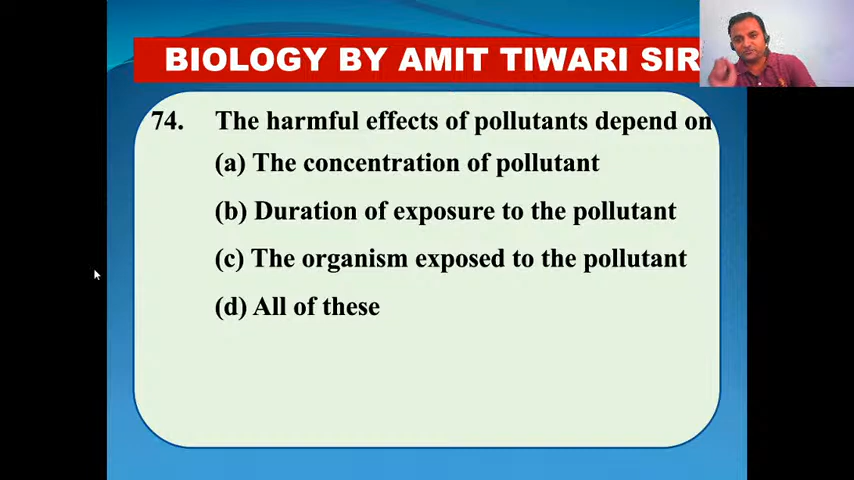 BIOLOGY BY AMIT TIWARI SIR
74. The harmful effects of pollutants depend on
(a) The concentration of pollutant
(b) Duration of exposure to the pollutant
(c) The organism exposed to the pollutant
(d) All of these